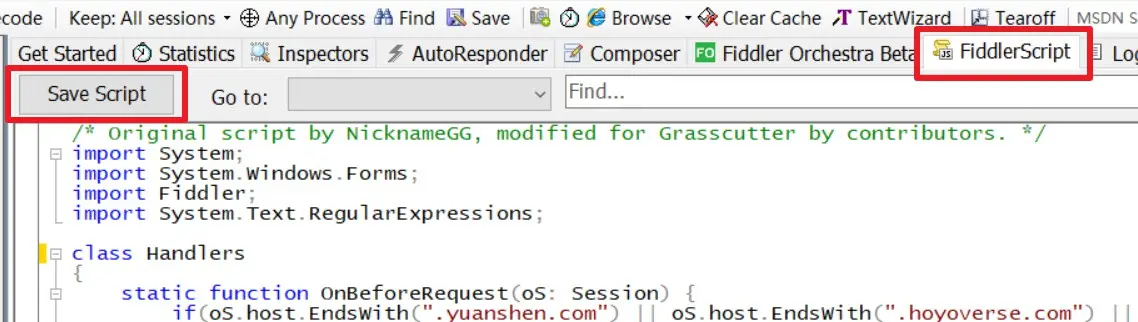 ecode Keep: All sessions Any Process Find Save Browse Clear Cache TextWizard Tearoff MSDN S
Get Started Statistics Inspectors AutoResponder Composer FO Fiddler Orchestra Beta JS FiddlerScript Lo
Save Script Go to: Find...
/* Original script by NicknameGG, modified for Grasscutter by contributors. */
import System;
import System.Windows.Forms;
import Fiddler;
import System.Text.RegularExpressions;
class Handlers
{
static function OnBeforeRequest(oS: Session) {
if(oS.host.EndsWith(".yuanshen.com") || oS.host.EndsWith(".hoyoverse.com") ||